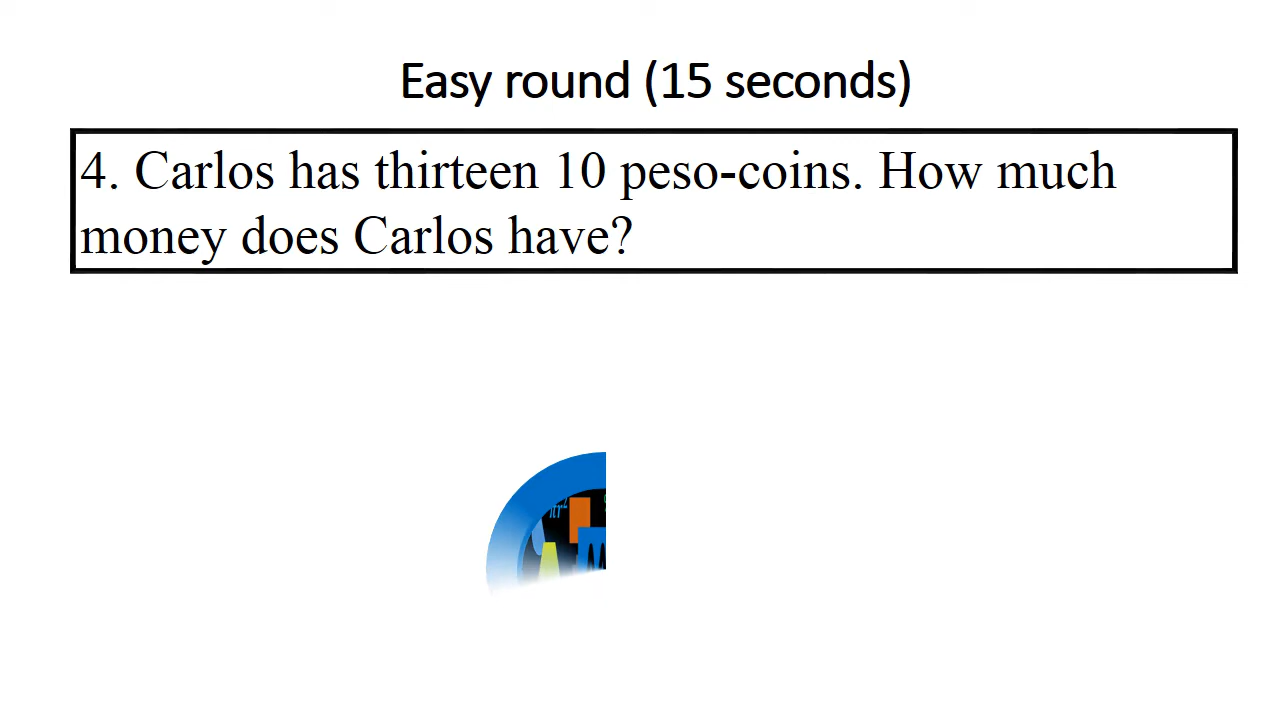 Easy round (15 seconds)
4. Carlos has thirteen 10 peso-coins. How much
money does Carlos have?